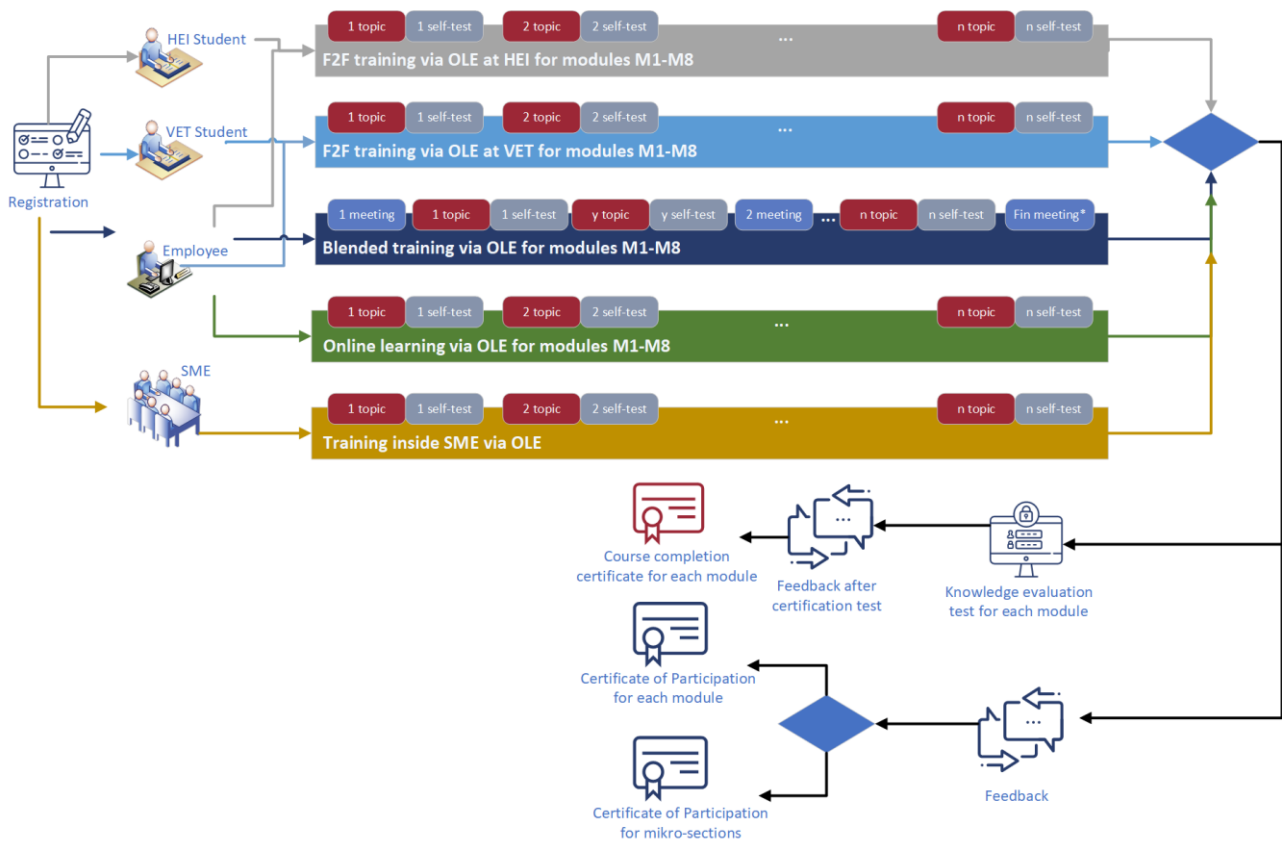 HEI Student
1 topic 1 self-test 2 topic 2 self-test ... n topic n self-test
F2F training via OLE at HEI for modules M1-M8
VET Student
1 topic 1 self-test 2 topic 2 self-test ... n topic n self-test
F2F training via OLE at VET for modules M1-M8
Registration
1 meeting 1 topic 1 self-test y topic y self-test 2 meeting ... n topic n self-test Fin meeting*
Blended training via OLE for modules M1-M8
Employee
1 topic 1 self-test 2 topic 2 self-test ... n topic n self-test
Online learning via OLE for modules M1-M8
SME
1 topic 1 self-test 2 topic 2 self-test ... n topic n self-test
Training inside SME via OLE
Course completion
certificate for each module
Feedback after
certification test
Knowledge evaluation
test for each module
Certificate of Participation
for each module
Feedback
Certificate of Participation
for mikro-sections